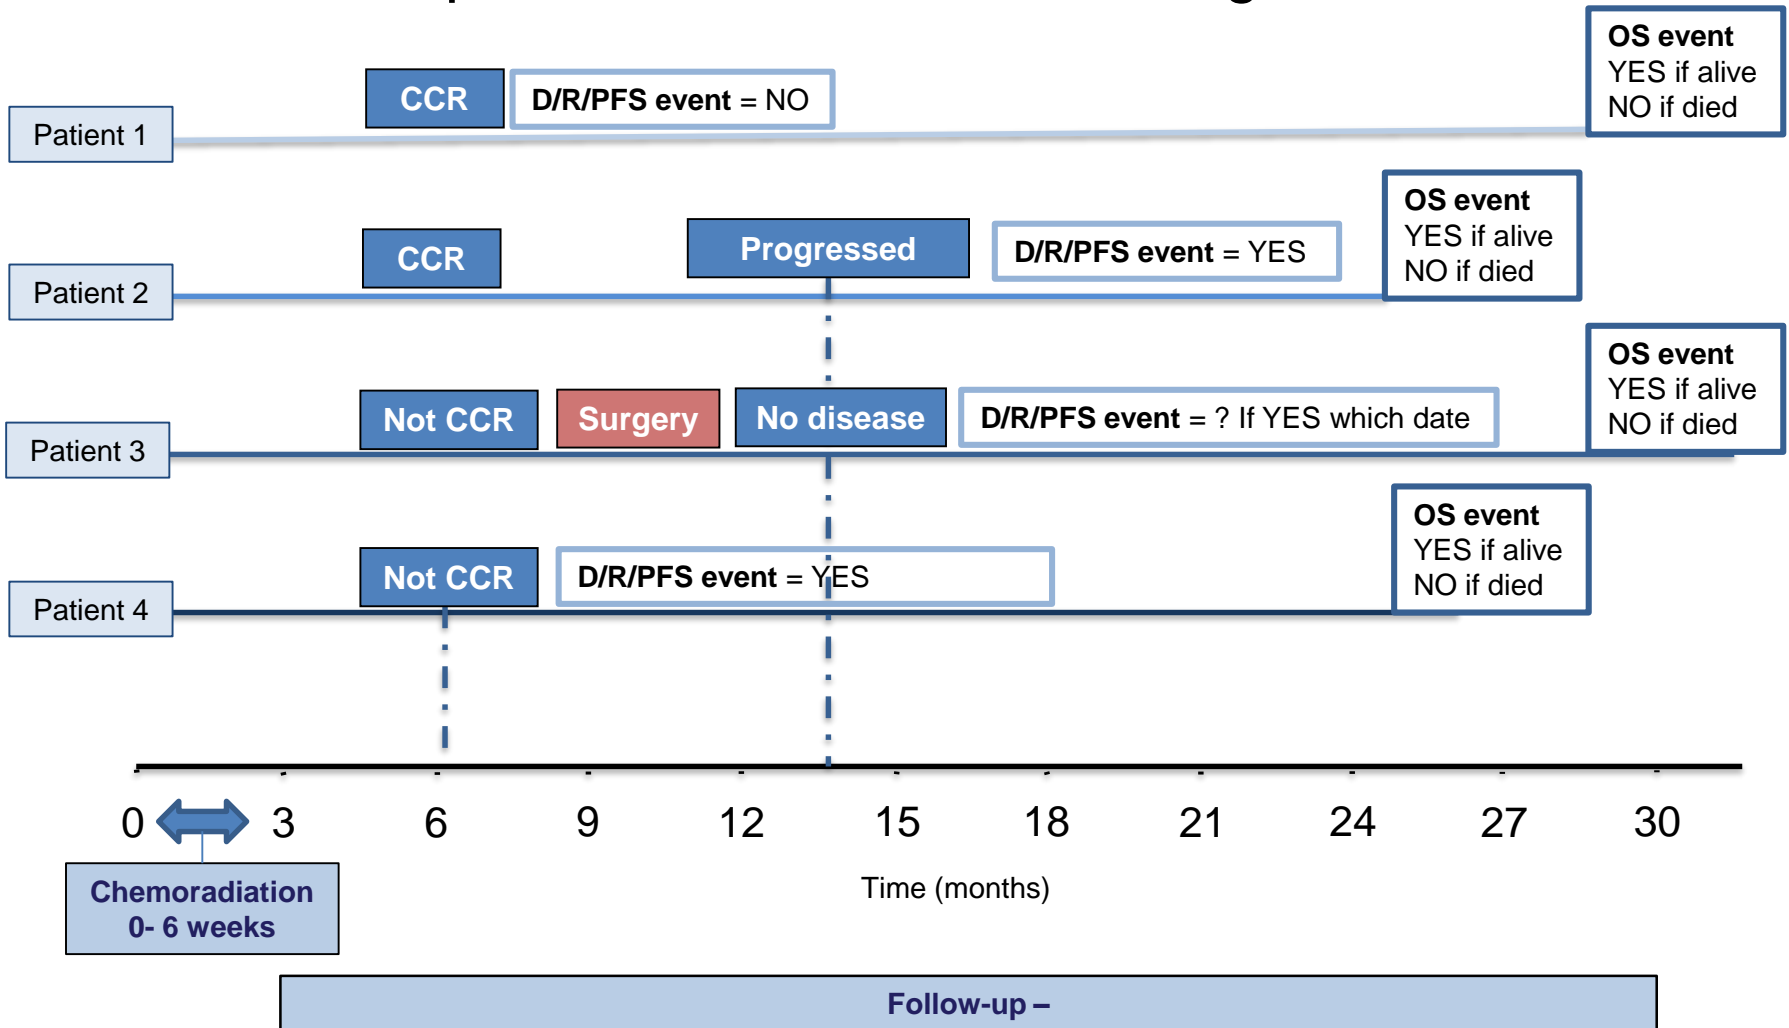 OS event
YES if alive
NO if died
CCR
D/R/PFS event = NO
Patient 1
OS event
YES if alive
NO if died
CCR
Progressed
D/R/PFS event = YES
Patient 2
OS event
YES if alive
NO if died
Not CCR
Surgery
No disease
D/R/PFS event = ? If YES which date
Patient 3
OS event
YES if alive
NO if died
Not CCR
D/R/PFS event = YES
Patient 4
0 3 6 9 12 15 18 21 24 27 30
Time (months)
Chemoradiation
0- 6 weeks
Follow-up –